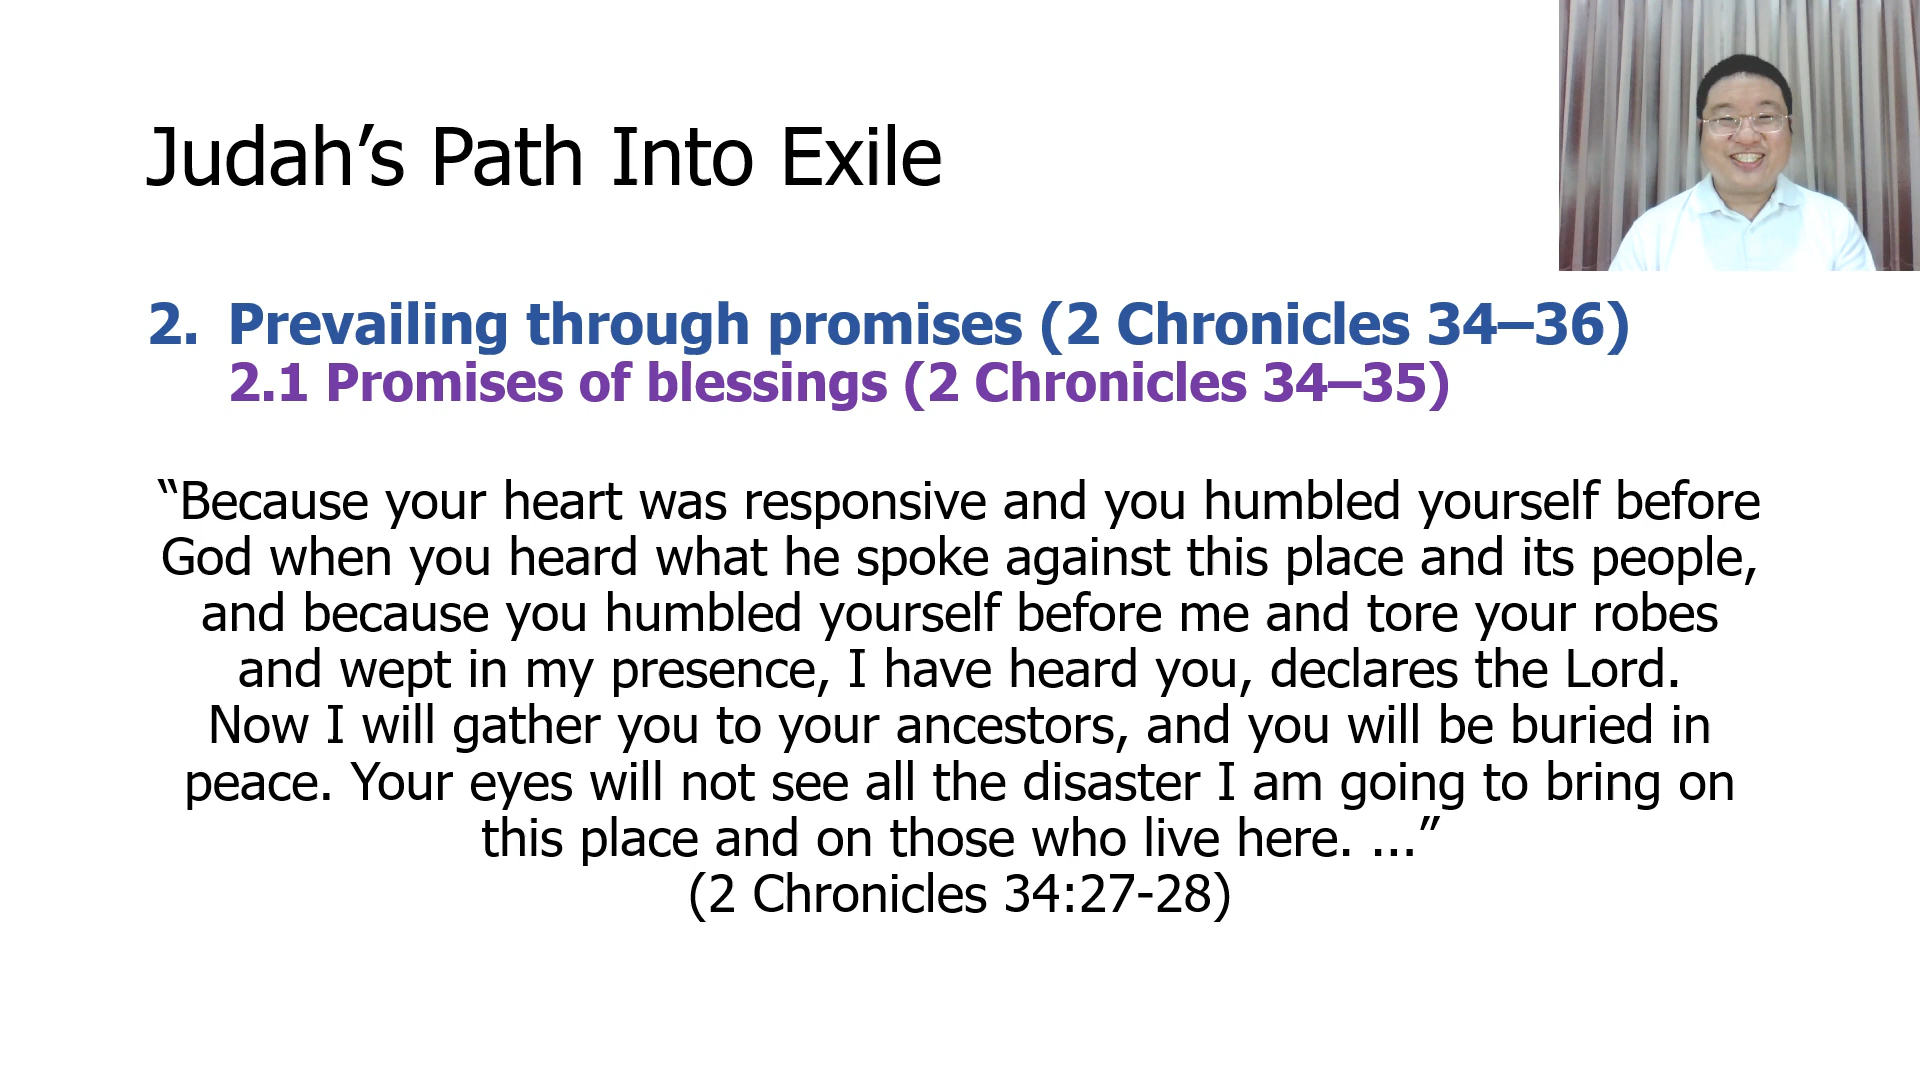 Judah’s Path Into Exile
2. Prevailing through promises (2 Chronicles 34–36)
2.1 Promises of blessings (2 Chronicles 34–35)
“Because your heart was responsive and you humbled yourself before
God when you heard what he spoke against this place and its people,
and because you humbled yourself before me and tore your robes
and wept in my presence, I have heard you, declares the Lord.
Now I will gather you to your ancestors, and you will be buried in
peace. Your eyes will not see all the disaster I am going to bring on
this place and on those who live here. ...”
(2 Chronicles 34:27-28)